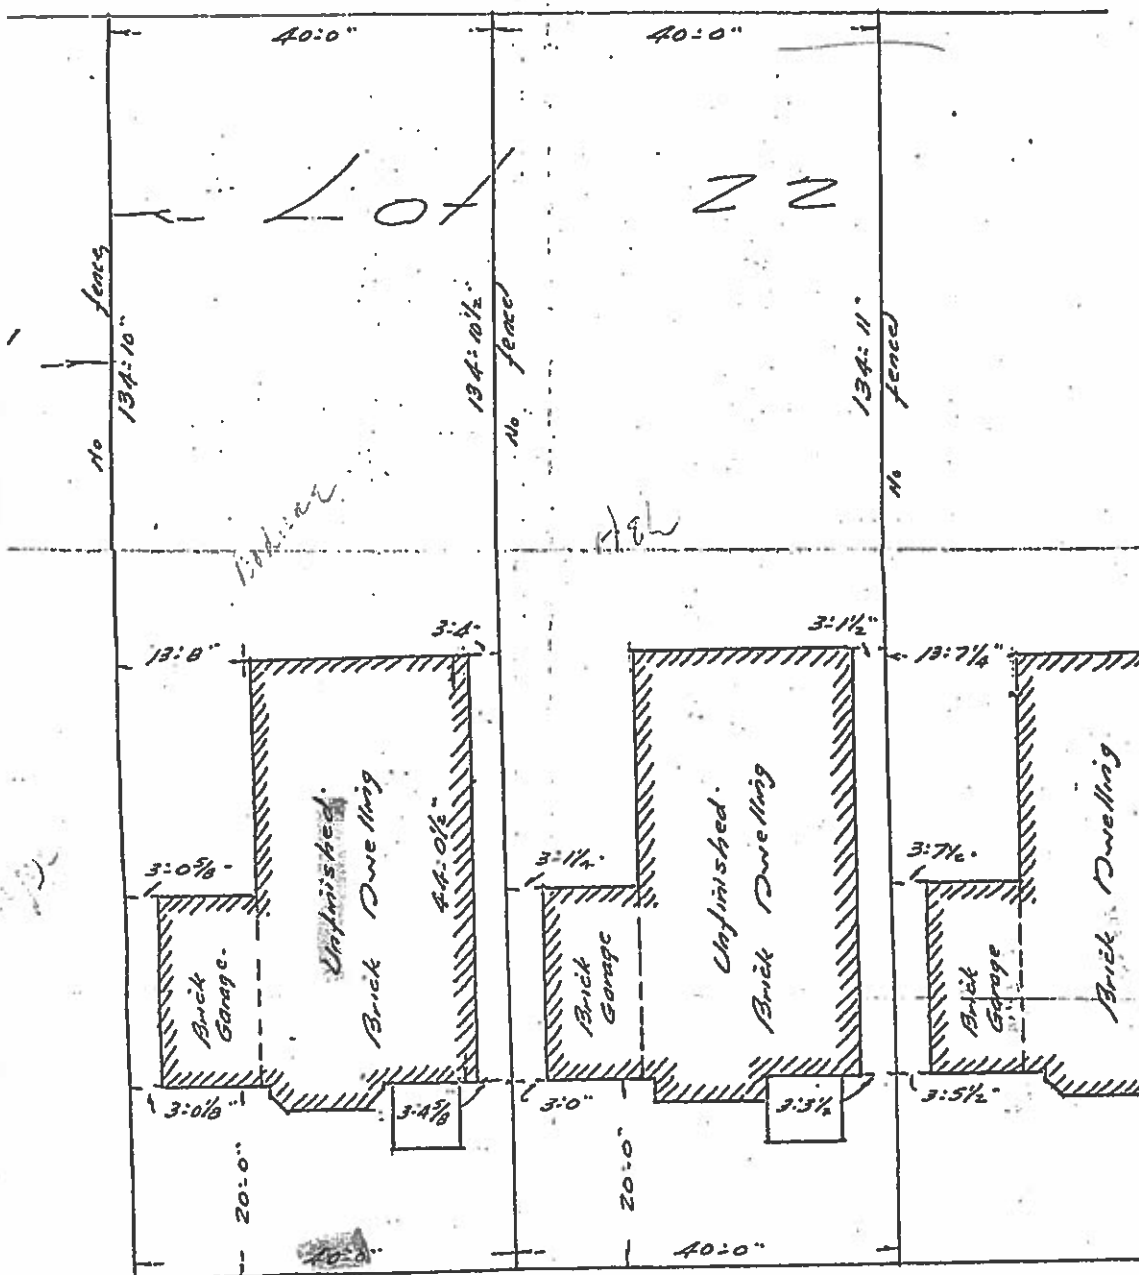 40:0"
40:0"
Lot 22
No fence
134:10"
134:10½"
No fence
134:11"
No fence
13:8"
3:4"
3:1½"
13:7¼"
3:0⅝
Unfinished
Brick Dwelling
44:0½"
3:1¼
Unfinished
Brick Dwelling
3:7½
Brick Dwelling
Brick
Garage
Brick
Garage
Brick
Garage
3:0⅛"
3:4⅝
3:0"
3:3½
3:5½"
20:0"
20:0"
40:0"
40:0"